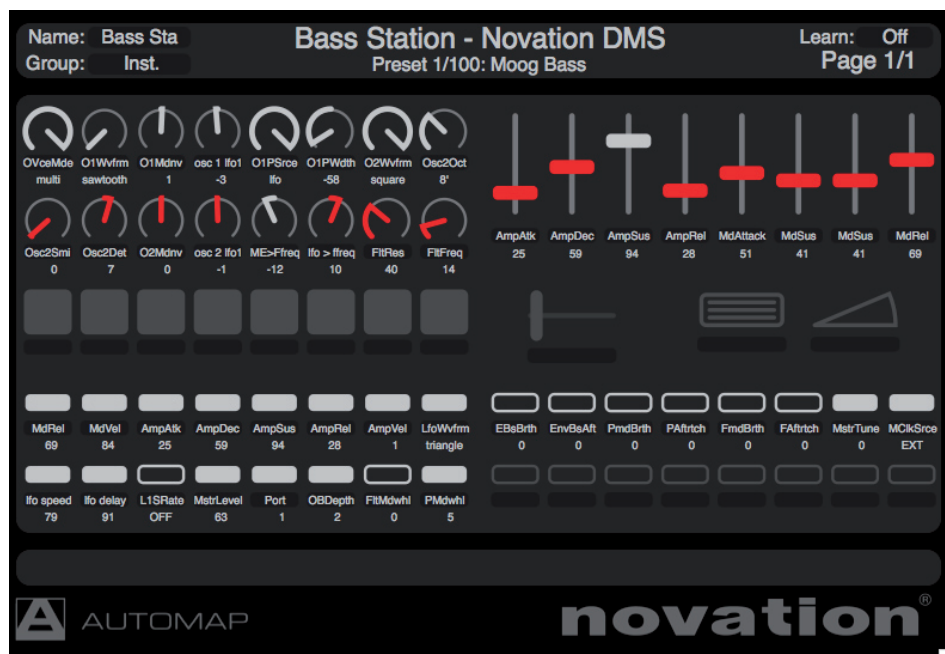 Name: Bass Sta Bass Station - Novation DMS Learn: Off
Group: Inst. Preset 1/100: Moog Bass Page 1/1
OVceMde O1Wvfrm O1Mdnv osc 1 lfo1 O1PSrce O1PWdth O2Wvfrm Osc2Oct
multi sawtooth 1 -3 lfo -58 square 8'
Osc2Smi Osc2Det O2Mdnv osc 2 lfo1 ME>Ffreq lfo > ffreq FltRes FltFreq
0 7 0 -1 -12 10 40 14
AmpAtk AmpDec AmpSus AmpRel MdAttack MdSus MdSus MdRel
25 59 94 28 51 41 41 69
MdRel MdVel AmpAtk AmpDec AmpSus AmpRel AmpVel LfoWvfrm
69 84 25 59 94 28 1 triangle
EBsBrth EnvBsAft PmdBrth PAftrtch FmdBrth FAftrtch MstrTune MClkSrce
0 0 0 0 0 0 0 EXT
lfo speed lfo delay L1SRate MstrLevel Port OBDepth FltMdwhl PMdwhl
79 91 OFF 63 1 2 0 5
A AUTOMAP novation®